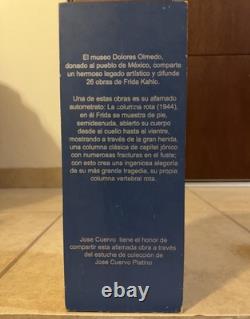 El museo Dolores Olmedo,
donado al pueblo de México, comparte
un hermoso legado artístico y difunde
26 obras de Frida Kahlo.
Una de estas obras es su afamado
autorretrato: La columna rota (1944),
en él Frida se muestra de pie,
semidesnuda, abierto su cuerpo
desde el cuello hasta el vientre,
mostrando a través de la gran henda,
una columna clásica de capitel jónico
con numerosas fracturas en el fuste;
con esto crea una ingeniosa alegoría
de su más grande tragedia, su propia
columna vertebral rota.
Jose Cuervo tiene el honor de
compartir esta afamada obra a través
del estuche de colección de
Jose Cuervo Platino
ebay